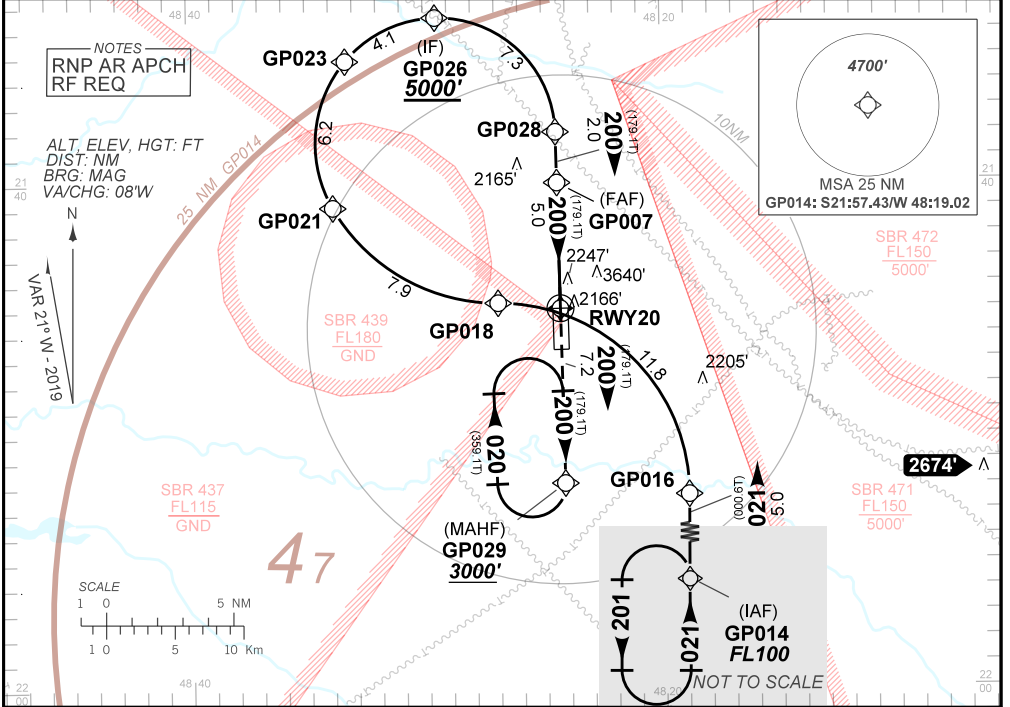 48 40
48 20
NOTES
RNP AR APCH
RF REQ
ALT, ELEV, HGT: FT
DIST: NM
BRG: MAG
VA/CHG: 08'W
N
VAR 21° W - 2019
25 NM GP014
GP023
4.1
(IF)
GP026
5000'
7.3
6.2
GP028
200
(179.1T)
2.0
10NM
4700'
MSA 25 NM
GP014: S21:57.43/W 48:19.02
21
40
21
40
2165'
(FAF)
GP007
200
(179.1T)
5.0
GP021
SBR 472
FL150
5000'
2247'
3640'
2166'
7.9
GP018
RWY20
SBR 439
FL180
GND
200
(179.1T)
7.2
11.8
2205'
200
(179.1T)
020
(359.1T)
GP016
2674'
SBR 437
FL115
GND
SBR 471
FL150
5000'
021
(000.6T)
5.0
(MAHF)
GP029
3000'
47
SCALE
1 0 5 NM
1 0 5 10 Km
201
021
(IAF)
GP014
FL100
NOT TO SCALE
22
00
48 40
48 20
22
00